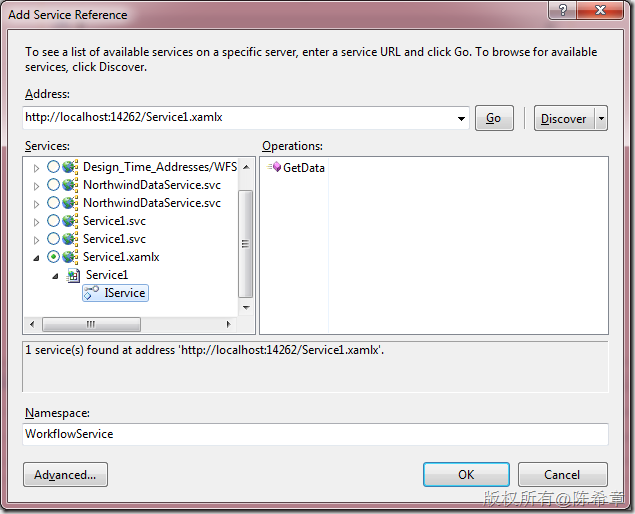 Add Service Reference
To see a list of available services on a specific server, enter a service URL and click Go. To browse for available
services, click Discover.
Address:
http://localhost:14262/Service1.xamlx
Go
Discover
Services:
Operations:
Design_Time_Addresses/WFS
NorthwindDataService.svc
NorthwindDataService.svc
Service1.svc
Service1.svc
Service1.xamlx
Service1
IService
GetData
1 service(s) found at address 'http://localhost:14262/Service1.xamlx'.
Namespace:
WorkflowService
Advanced...
OK
Cancel
版权所有@陈希章